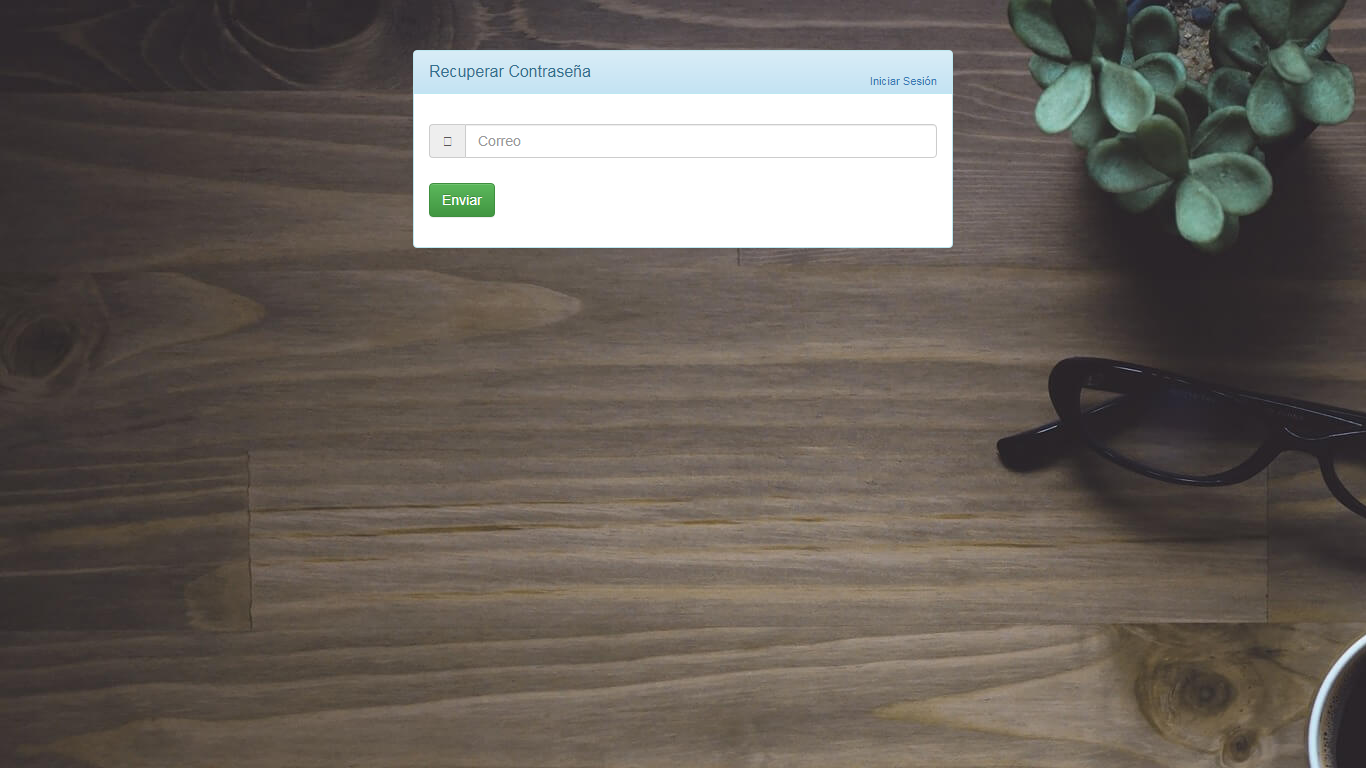 Recuperar Contraseña
Iniciar Sesión
Correo
Enviar